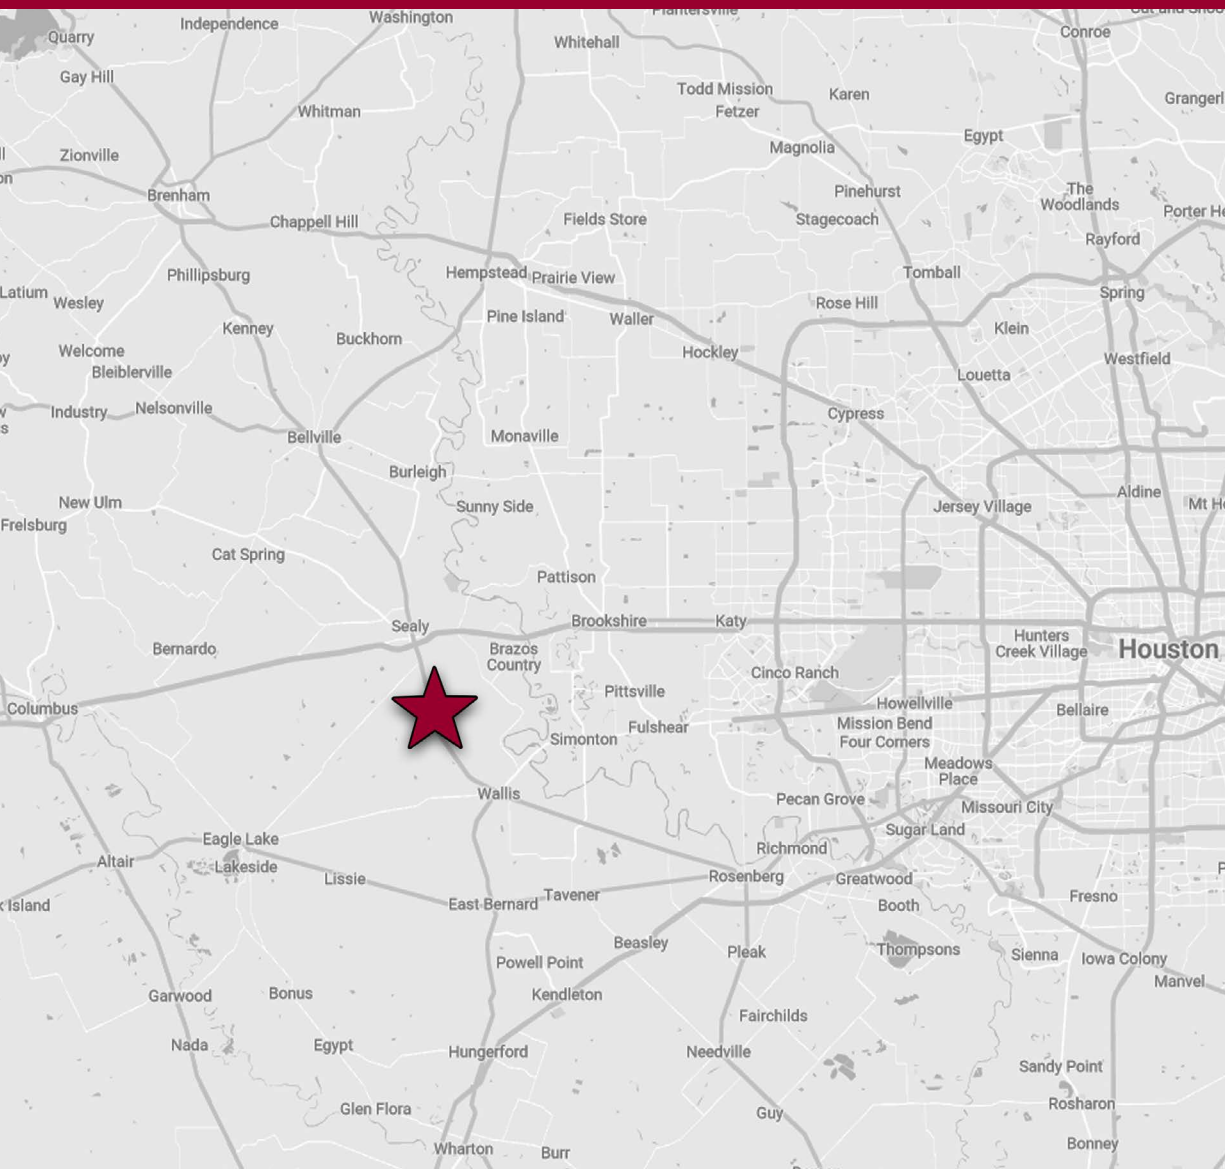 Independence
Washington
Plantersville
Quarry
Whitehall
Conroe
Gay Hill
Todd Mission
Karen
Fetzer
Whitman
Egypt
Magnolia
Zionville
Brenham
Pinehurst
The
Woodlands
Chappell Hill
Fields Store
Stagecoach
Rayford
Phillipsburg
Hempstead
Prairie View
Tomball
Latium
Wesley
Spring
Rose Hill
Pine Island
Waller
Kenney
Buckhorn
Klein
Welcome
Hockley
Westfield
Bleiblerville
Louetta
Industry
Nelsonville
Cypress
Bellville
Monaville
Burleigh
New Ulm
Sunny Side
Jersey Village
Aldine
Frelsburg
Cat Spring
Pattison
Sealy
Brookshire
Katy
Bernardo
Brazos
Country
Hunters
Creek Village
Houston
Cinco Ranch
Pittsville
Columbus
Howellville
Bellaire
Mission Bend
Fulshear
Simonton
Four Corners
Meadows
Place
Wallis
Pecan Grove
Missouri City
Sugar Land
Eagle Lake
Richmond
Altair
Lakeside
Lissie
Rosenberg
Greatwood
Tavener
Fresno
East Bernard
Booth
Island
Beasley
Pleak
Thompsons
Sienna
Iowa Colony
Powell Point
Manvel
Garwood
Bonus
Kendleton
Fairchilds
Nada
Egypt
Hungerford
Needville
Sandy Point
Glen Flora
Guy
Rosharon
Wharton
Burr
Bonney